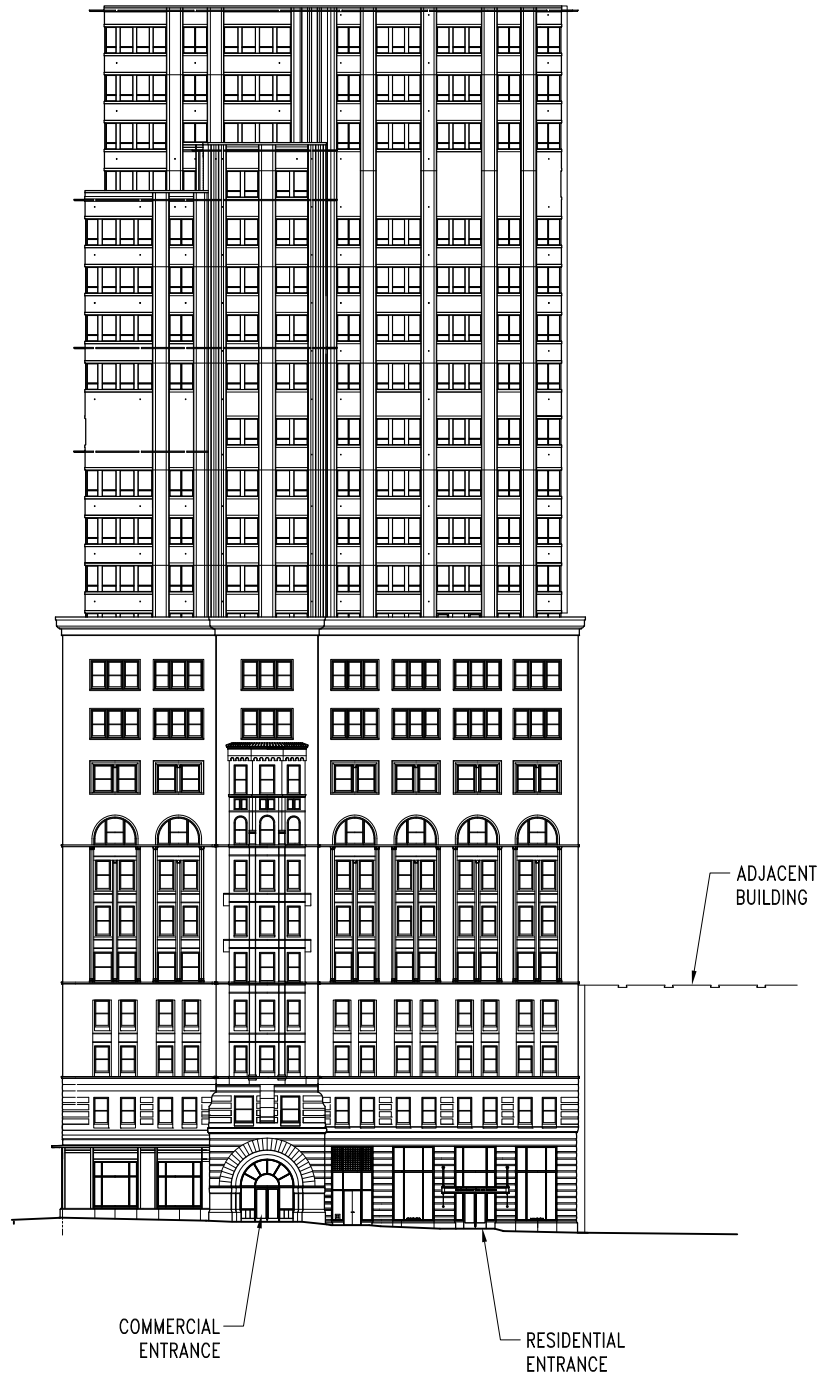 ADJACENT
BUILDING
COMMERCIAL
ENTRANCE
RESIDENTIAL
ENTRANCE